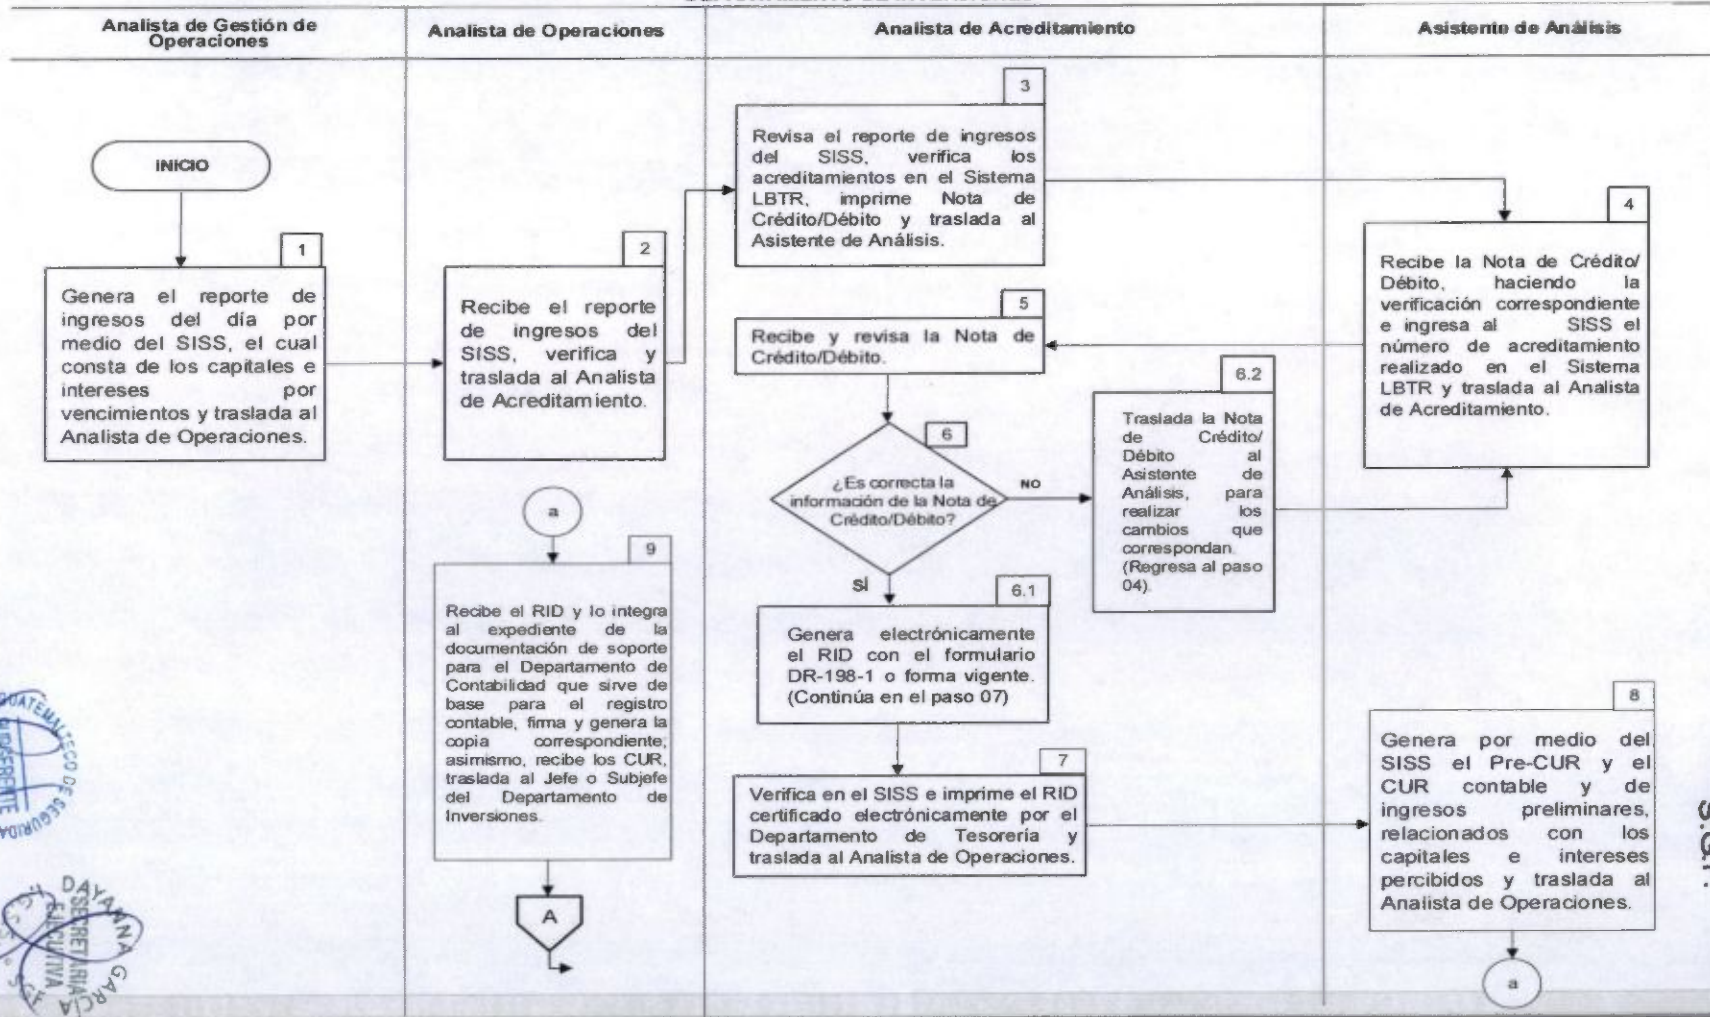 Analista de Gestión de
Operaciones
Analista de Operaciones
Analista de Acreditamiento
Asistente de Análisis
INICIO
1
Genera el reporte de
ingresos del día por
medio del SISS, el cual
consta de los capitales e
intereses por
vencimientos y traslada al
Analista de Operaciones.
2
Recibe el reporte
de ingresos del
SISS, verifica y
traslada al Analista
de Acreditamiento.
3
Revisa el reporte de ingresos
del SISS, verifica los
acreditamientos en el Sistema
LBTR, imprime Nota de
Crédito/Débito y traslada al
Asistente de Análisis.
4
Recibe la Nota de Crédito/
Débito, haciendo la
verificación correspondiente
e ingresa al SISS el
número de acreditamiento
realizado en el Sistema
LBTR y traslada al Analista
de Acreditamiento.
5
Recibe y revisa la Nota de
Crédito/Débito.
6
¿Es correcta la
información de la Nota de
Crédito/Débito?
NO
SÍ
6.2
Traslada la Nota
de Crédito/
Débito al
Asistente de
Análisis, para
realizar los
cambios que
correspondan.
(Regresa al paso
04).
6.1
Genera electrónicamente
el RID con el formulario
DR-198-1 o forma vigente.
(Continúa en el paso 07)
7
Verifica en el SISS e imprime el RID
certificado electrónicamente por el
Departamento de Tesorería y
traslada al Analista de Operaciones.
8
Genera por medio del
SISS el Pre-CUR y el
CUR contable y de
ingresos preliminares,
relacionados con los
capitales e intereses
percibidos y traslada al
Analista de Operaciones.
a
a
9
Recibe el RID y lo integra
al expediente de la
documentación de soporte
para el Departamento de
Contabilidad que sirve de
base para el registro
contable, firma y genera la
copia correspondiente;
asimismo, recibe los CUR,
traslada al Jefe o Subjefe
del Departamento de
Inversiones.
A
DAYANNA GARCÍA
SECRETARIA
EJECUTIVA